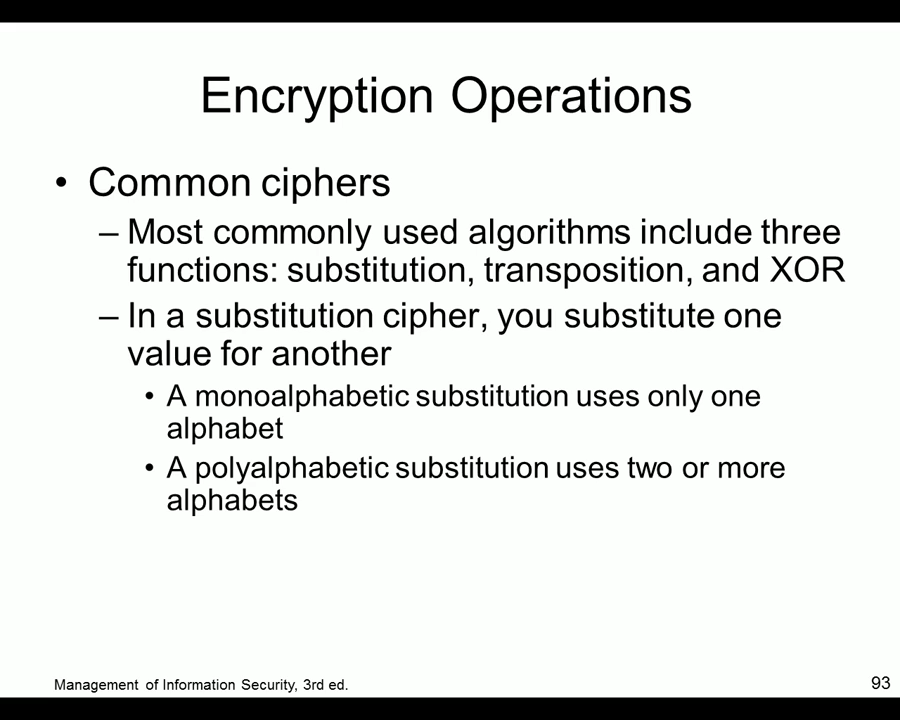 Encryption Operations
• Common ciphers
– Most commonly used algorithms include three
functions: substitution, transposition, and XOR
– In a substitution cipher, you substitute one
value for another
• A monoalphabetic substitution uses only one
alphabet
• A polyalphabetic substitution uses two or more
alphabets
Management of Information Security, 3rd ed.
93